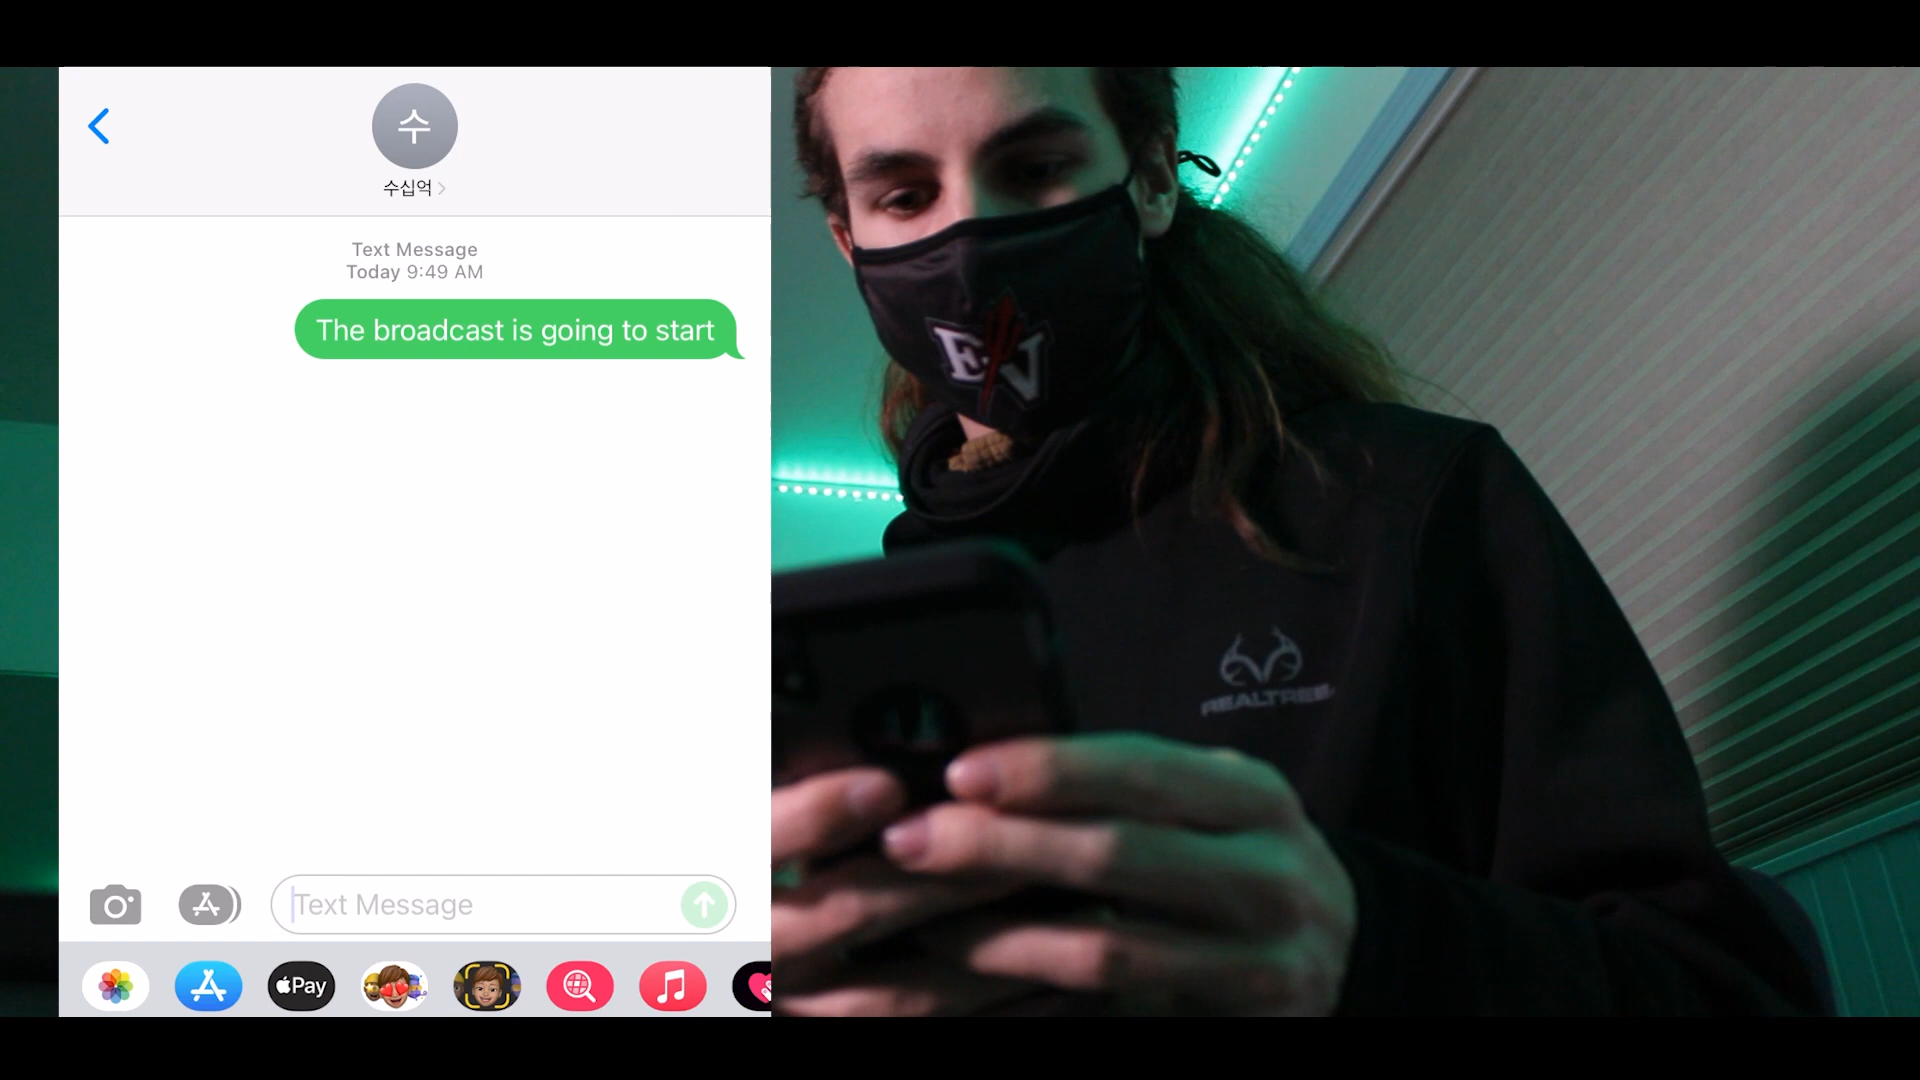 수
수십억
Text Message
Today 9:49 AM
The broadcast is going to start
Text Message
Pay
EV
REALTREE